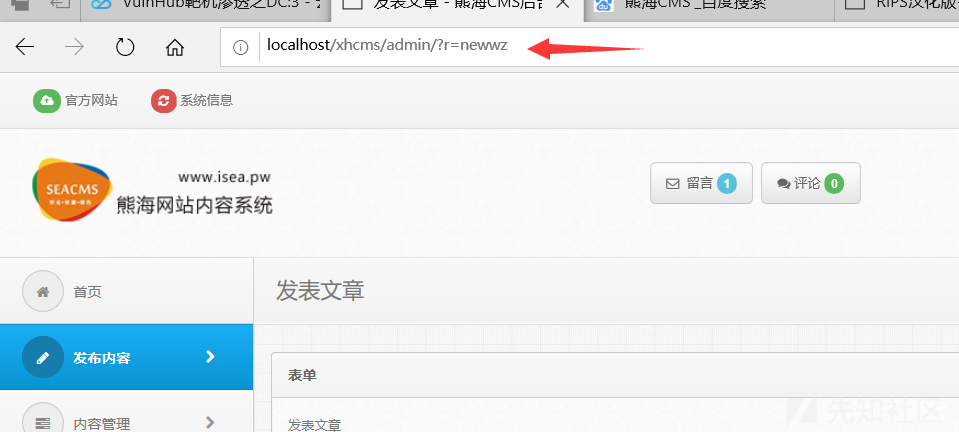 VulnHub靶机渗透之DC:3 - 云
发表文章 - 熊海CMS后台
熊海CMS _百度搜索
RIPS汉化版
localhost/xhcms/admin/?r=newwz
官方网站
系统信息
www.isea.pw
SEACMS
熊海网站内容系统
留言 1
评论 0
首页
发表文章
发布内容
表单
内容管理
发表文章
先知社区